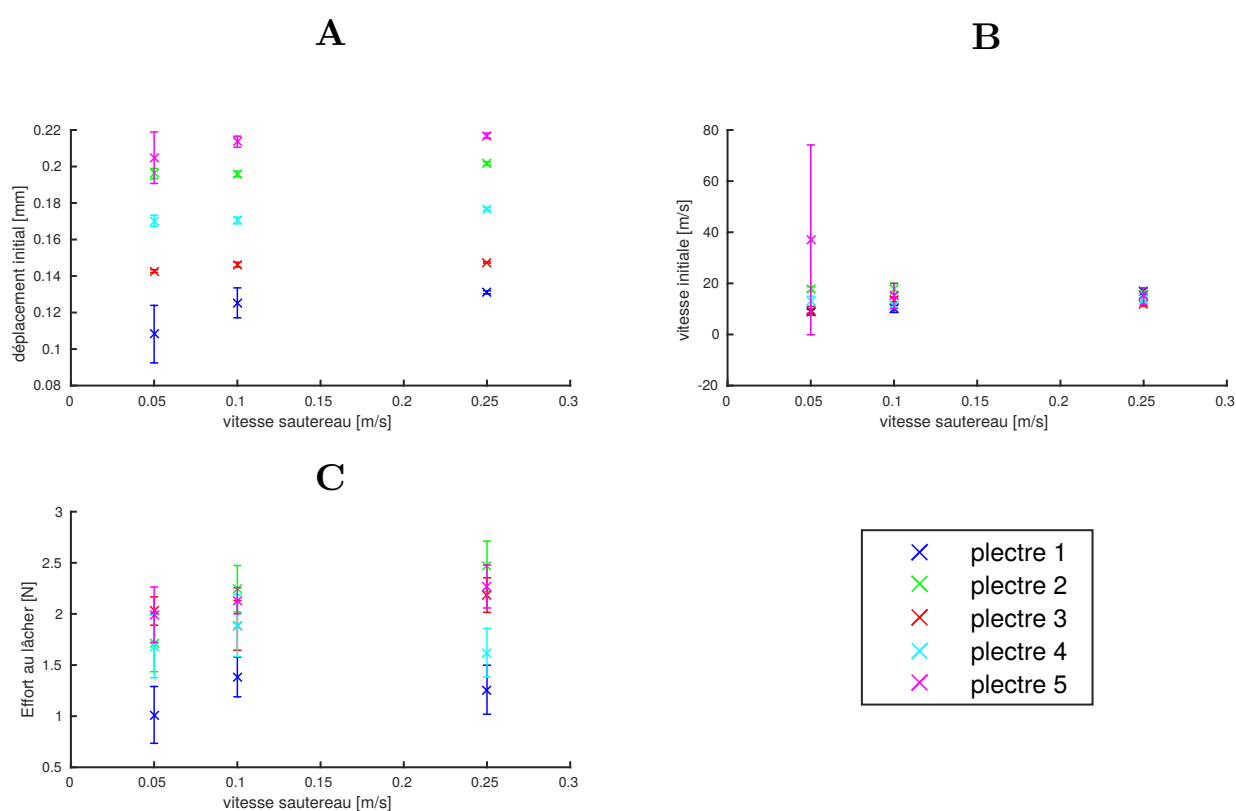 A
déplacement initial [mm]
0.22
0.2
0.18
0.16
0.14
0.12
0.1
0.08
0 0.05 0.1 0.15 0.2 0.25 0.3
vitesse sautereau [m/s]
B
vitesse initiale [m/s]
80
60
40
20
0
-20
0 0.05 0.1 0.15 0.2 0.25 0.3
vitesse sautereau [m/s]
C
Effort au lâcher [N]
3
2.5
2
1.5
1
0.5
0 0.05 0.1 0.15 0.2 0.25 0.3
vitesse sautereau [m/s]
plectre 1
plectre 2
plectre 3
plectre 4
plectre 5